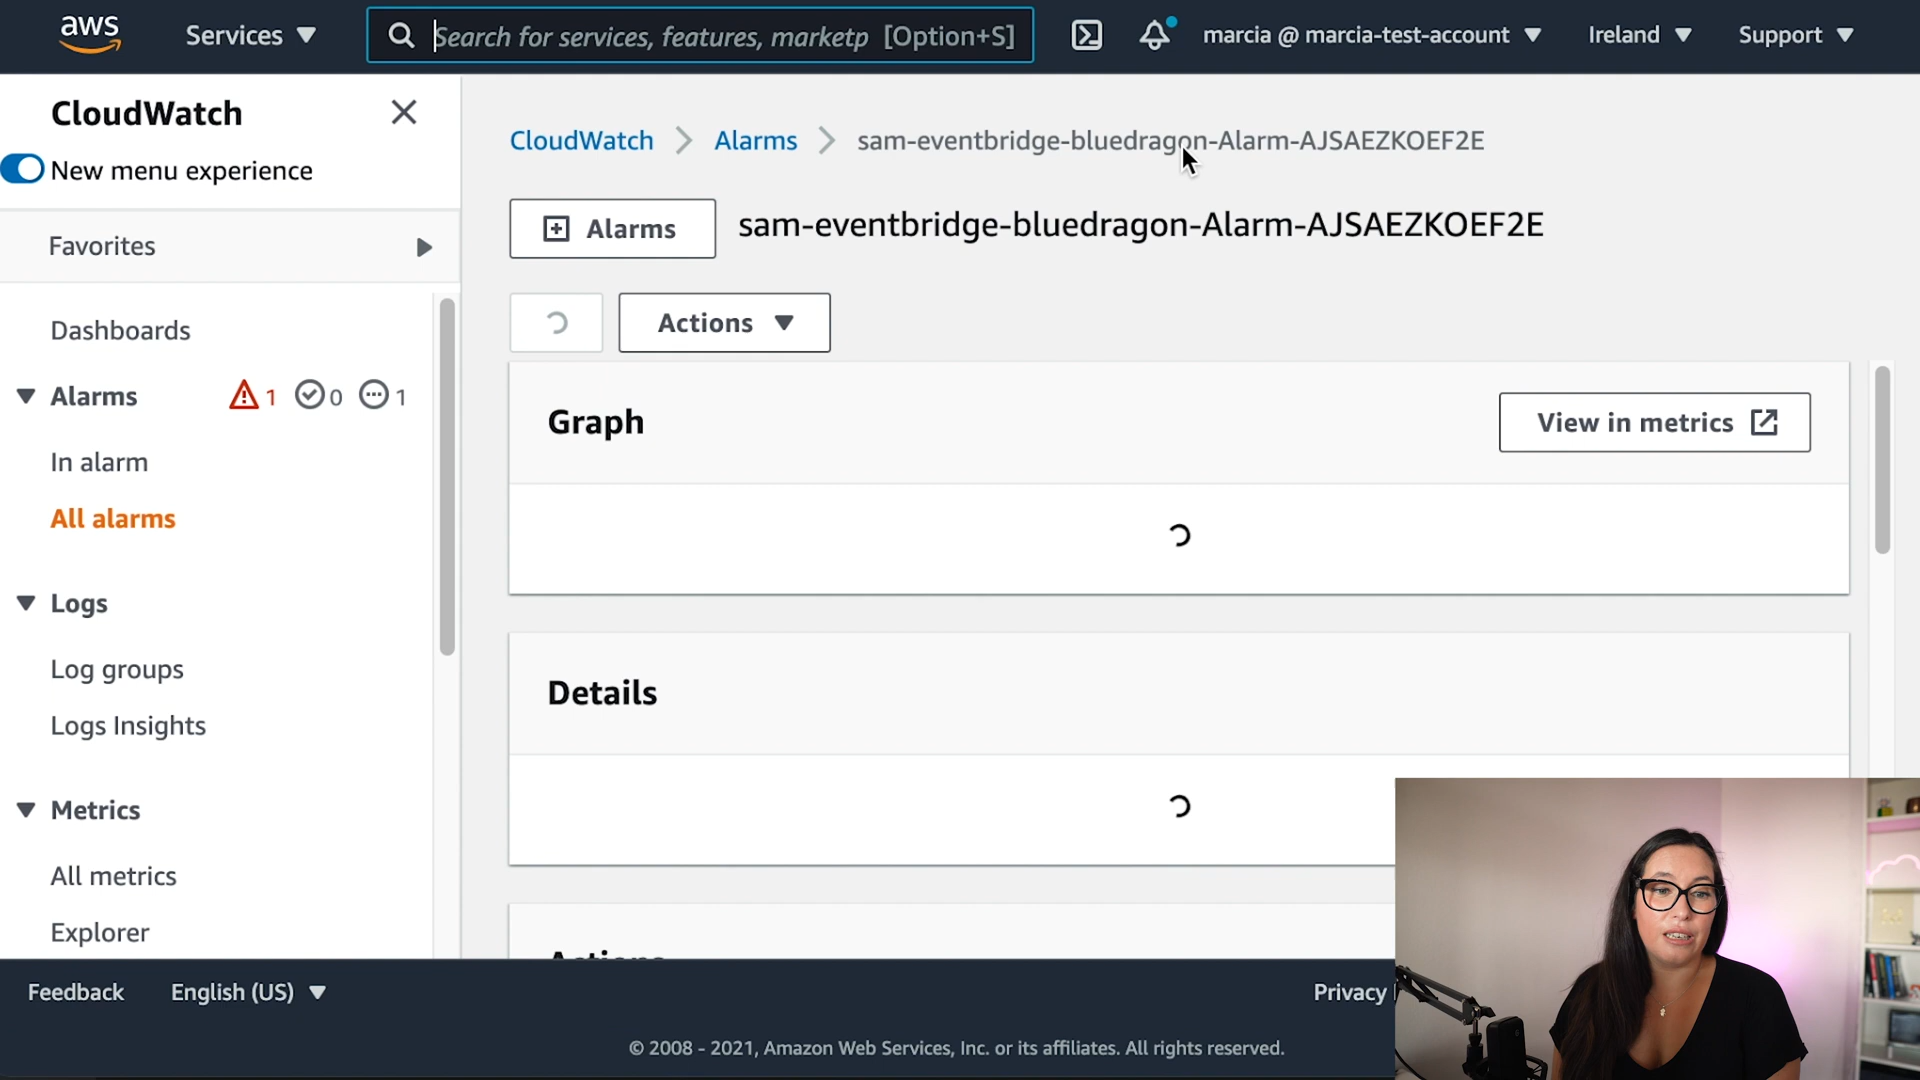 aws
Services
Search for services, features, marketp [Option+S]
marcia @ marcia-test-account
Ireland
Support
CloudWatch
New menu experience
Favorites
Dashboards
Alarms 1 0 1
In alarm
All alarms
Logs
Log groups
Logs Insights
Metrics
All metrics
Explorer
CloudWatch
Alarms
sam-eventbridge-bluedragon-Alarm-AJSAEZKOEF2E
Alarms
sam-eventbridge-bluedragon-Alarm-AJSAEZKOEF2E
Actions
Graph
View in metrics
Details
Actions
Feedback
English (US)
Privacy
© 2008 - 2021, Amazon Web Services, Inc. or its affiliates. All rights reserved.